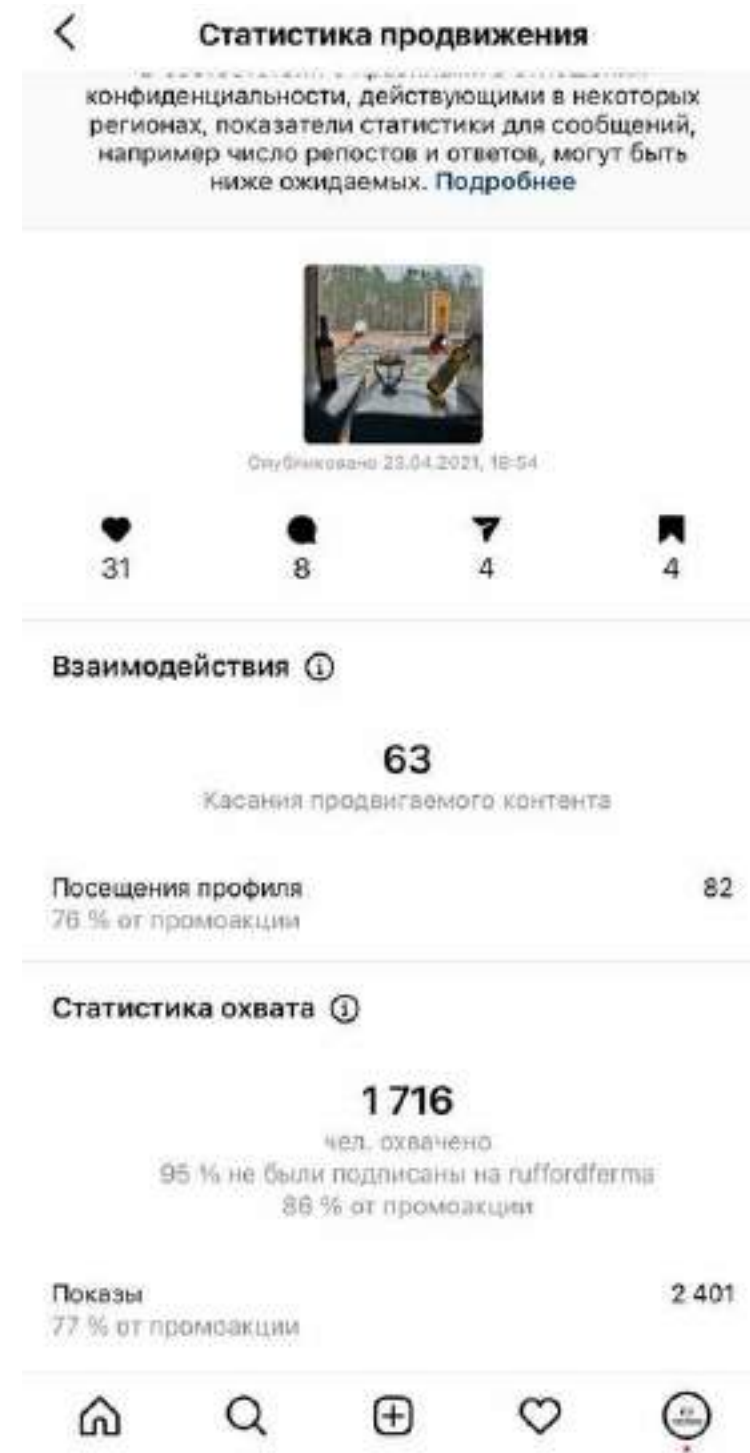 Статистика продвижения
конфиденциальности, действующими в некоторых
регионах, показатели статистики для сообщений,
например число репостов и ответов, могут быть
ниже ожидаемых. Подробнее
Опубликовано 23.04.2021, 18:54
31 8 4 4
Взаимодействия
63
Касания продвигаемого контента
Посещения профиля 82
76 % от промоакции
Статистика охвата
1 716
чел. охвачено
95 % не были подписаны на ruffordferma
86 % от промоакции
Показы 2 401
77 % от промоакции